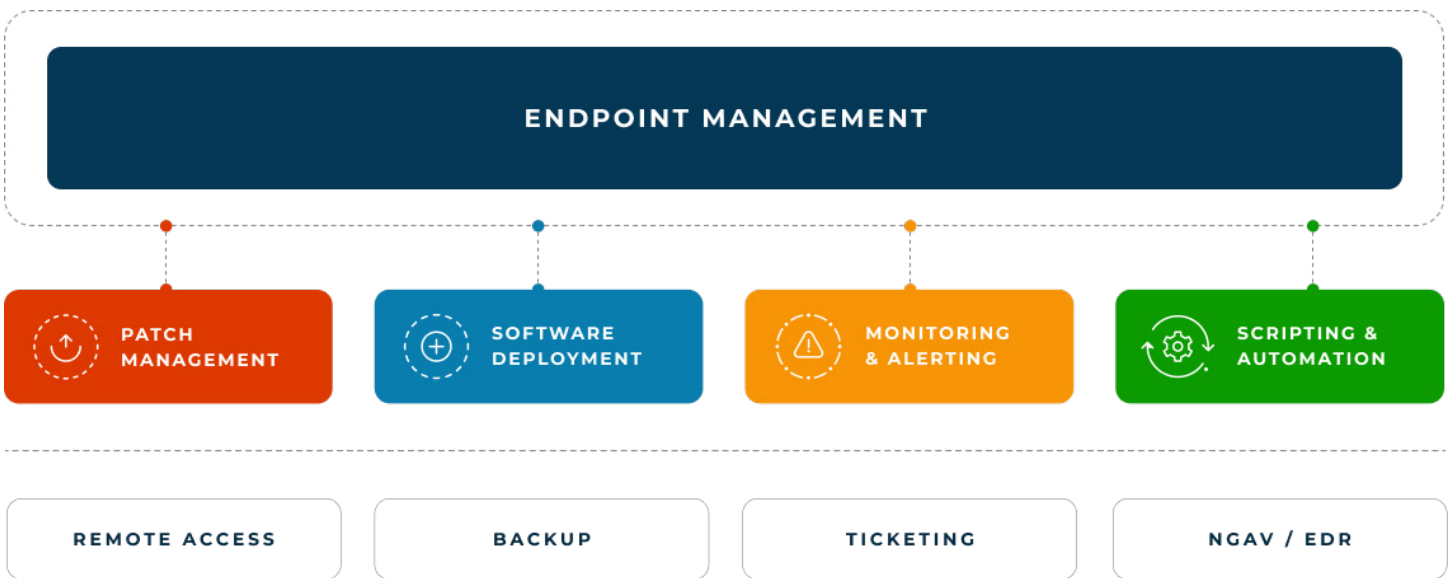 ENDPOINT MANAGEMENT
PATCH
MANAGEMENT
SOFTWARE
DEPLOYMENT
MONITORING
& ALERTING
SCRIPTING &
AUTOMATION
REMOTE ACCESS
BACKUP
TICKETING
NGAV / EDR